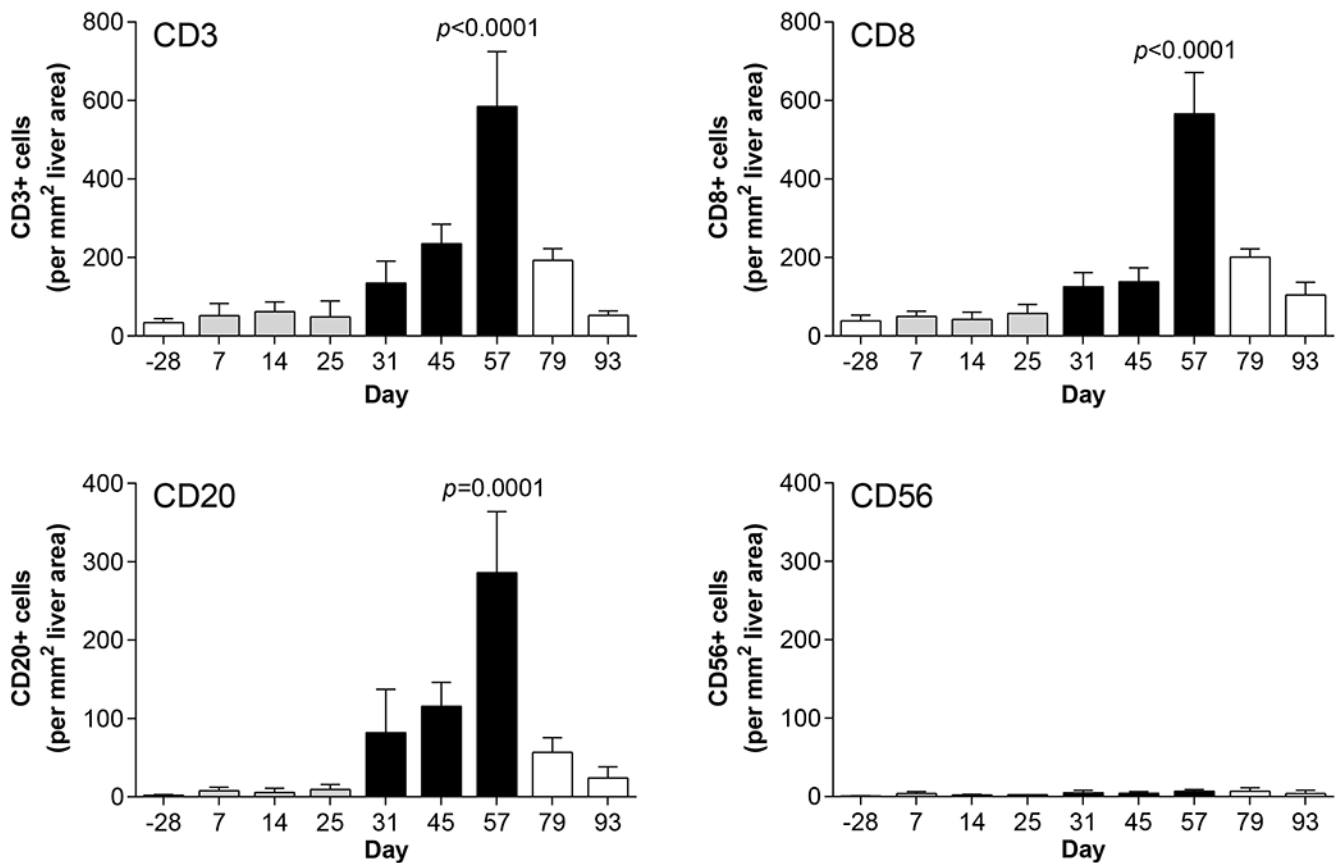 CD3
p<0.0001
CD3+ cells
(per mm² liver area)
800
600
400
200
0
-28 7 14 25 31 45 57 79 93
Day
CD8
p<0.0001
CD8+ cells
(per mm² liver area)
800
600
400
200
0
-28 7 14 25 31 45 57 79 93
Day
CD20
p=0.0001
CD20+ cells
(per mm² liver area)
400
300
200
100
0
-28 7 14 25 31 45 57 79 93
Day
CD56
CD56+ cells
(per mm² liver area)
400
300
200
100
0
-28 7 14 25 31 45 57 79 93
Day